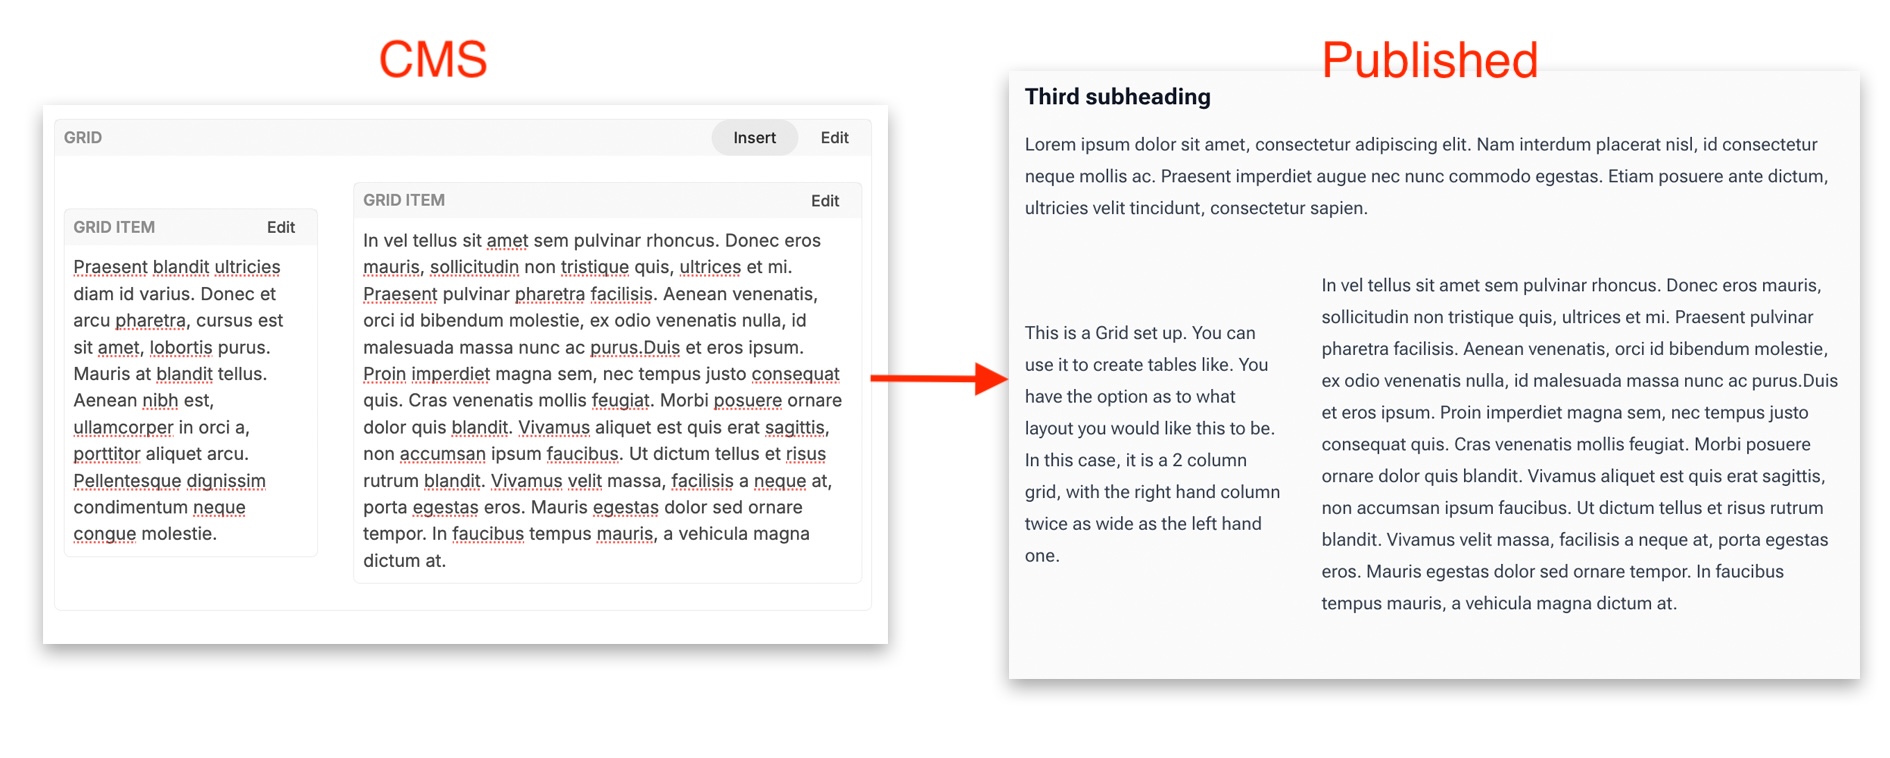 CMS
GRID
Insert
Edit
GRID ITEM
Edit
Praesent blandit ultricies
diam id varius. Donec et
arcu pharetra, cursus est
sit amet, lobortis purus.
Mauris at blandit tellus.
Aenean nibh est,
ullamcorper in orci a,
porttitor aliquet arcu.
Pellentesque dignissim
condimentum neque
congue molestie.
GRID ITEM
Edit
In vel tellus sit amet sem pulvinar rhoncus. Donec eros
mauris, sollicitudin non tristique quis, ultrices et mi.
Praesent pulvinar pharetra facilisis. Aenean venenatis,
orci id bibendum molestie, ex odio venenatis nulla, id
malesuada massa nunc ac purus.Duis et eros ipsum.
Proin imperdiet magna sem, nec tempus justo consequat
quis. Cras venenatis mollis feugiat. Morbi posuere ornare
dolor quis blandit. Vivamus aliquet est quis erat sagittis,
non accumsan ipsum faucibus. Ut dictum tellus et risus
rutrum blandit. Vivamus velit massa, facilisis a neque at,
porta egestas eros. Mauris egestas dolor sed ornare
tempor. In faucibus tempus mauris, a vehicula magna
dictum at.
Published
Third subheading
Lorem ipsum dolor sit amet, consectetur adipiscing elit. Nam interdum placerat nisl, id consectetur
neque mollis ac. Praesent imperdiet augue nec nunc commodo egestas. Etiam posuere ante dictum,
ultricies velit tincidunt, consectetur sapien.
This is a Grid set up. You can
use it to create tables like. You
have the option as to what
layout you would like this to be.
In this case, it is a 2 column
grid, with the right hand column
twice as wide as the left hand
one.
In vel tellus sit amet sem pulvinar rhoncus. Donec eros mauris,
sollicitudin non tristique quis, ultrices et mi. Praesent pulvinar
pharetra facilisis. Aenean venenatis, orci id bibendum molestie,
ex odio venenatis nulla, id malesuada massa nunc ac purus.Duis
et eros ipsum. Proin imperdiet magna sem, nec tempus justo
consequat quis. Cras venenatis mollis feugiat. Morbi posuere
ornare dolor quis blandit. Vivamus aliquet est quis erat sagittis,
non accumsan ipsum faucibus. Ut dictum tellus et risus rutrum
blandit. Vivamus velit massa, facilisis a neque at, porta egestas
eros. Mauris egestas dolor sed ornare tempor. In faucibus
tempus mauris, a vehicula magna dictum at.